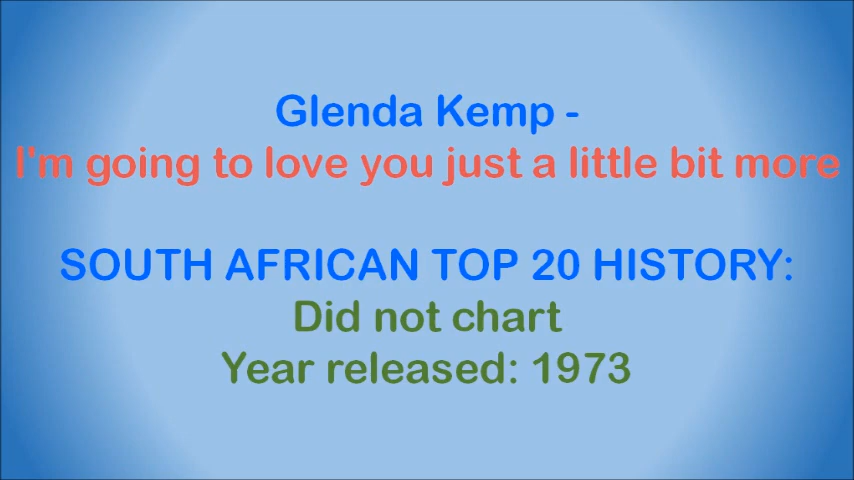 Glenda Kemp -
I'm going to love you just a little bit more
SOUTH AFRICAN TOP 20 HISTORY:
Did not chart
Year released: 1973